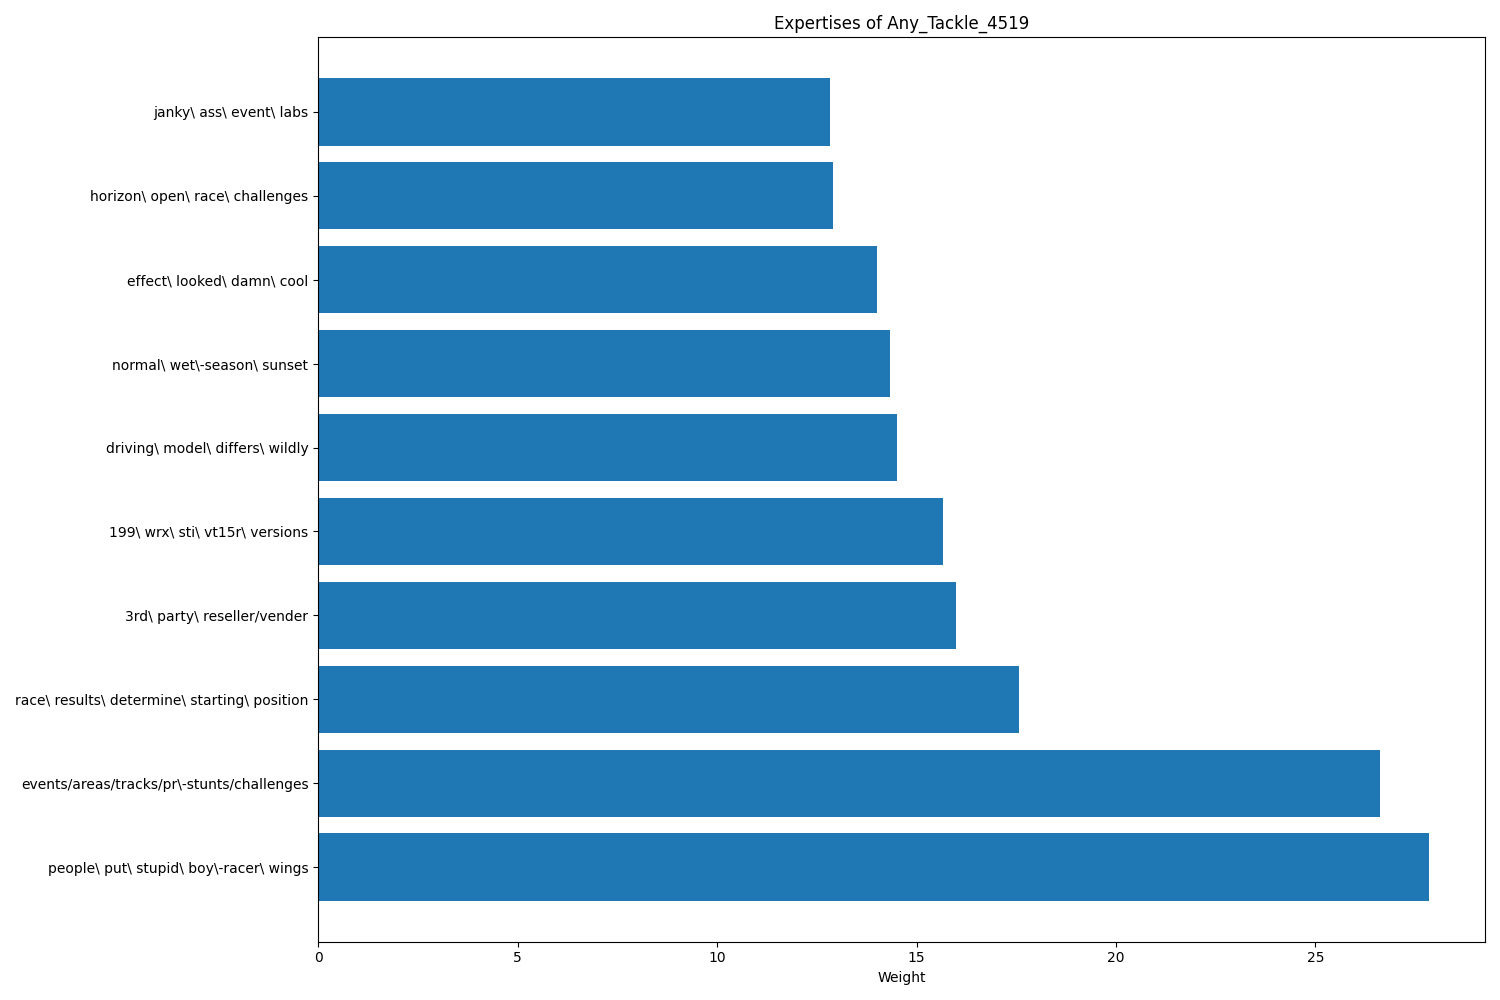 Expertises of Any_Tackle_4519
janky\ ass\ event\ labs
horizon\ open\ race\ challenges
effect\ looked\ damn\ cool
normal\ wet\-season\ sunset
driving\ model\ differs\ wildly
199\ wrx\ sti\ vt15r\ versions
3rd\ party\ reseller/vender
race\ results\ determine\ starting\ position
events/areas/tracks/pr\-stunts/challenges
people\ put\ stupid\ boy\-racer\ wings
0 5 10 15 20 25
Weight